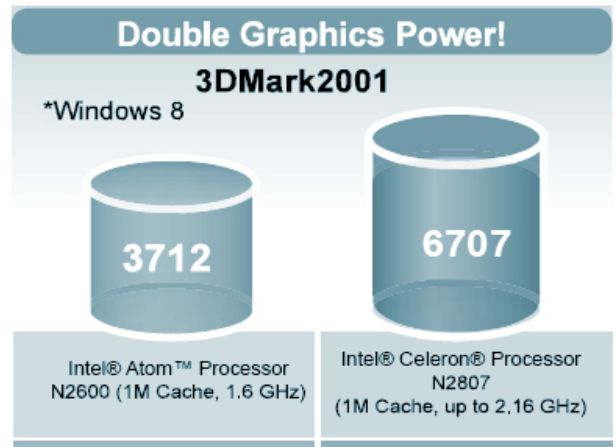 Double Graphics Power!
3DMark2001
*Windows 8
3712
6707
Intel® Atom™ Processor
N2600 (1M Cache, 1.6 GHz)
Intel® Celeron® Processor
N2807
(1M Cache, up to 2.16 GHz)